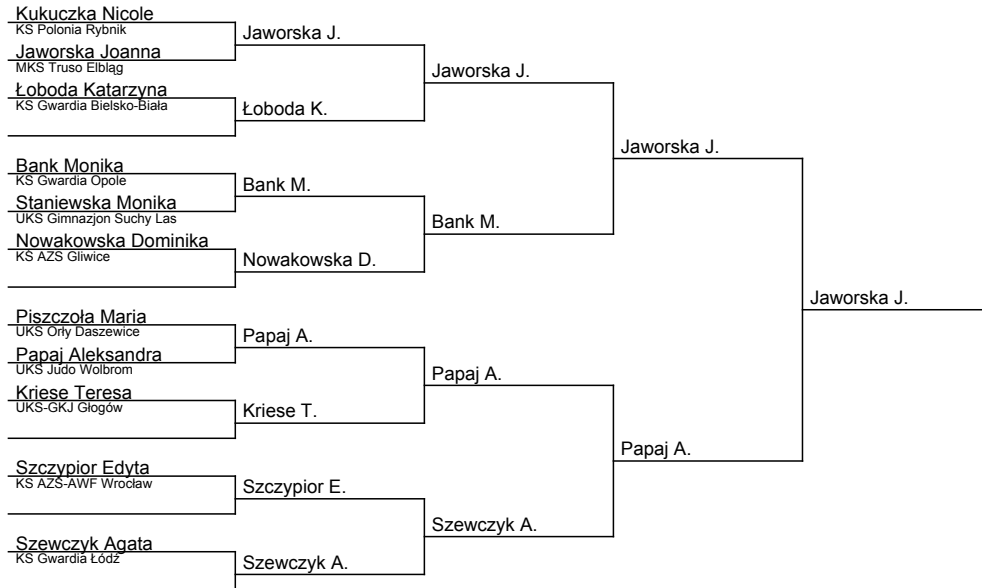 Kukuczka Nicole
KS Polonia Rybnik
Jaworska Joanna
MKS Truso Elbląg
Łoboda Katarzyna
KS Gwardia Bielsko-Biała
Bank Monika
KS Gwardia Opole
Staniewska Monika
UKS Gimnazjon Suchy Las
Nowakowska Dominika
KS AZS Gliwice
Piszczoła Maria
UKS Orły Daszewice
Papaj Aleksandra
UKS Judo Wolbrom
Kriese Teresa
UKS-GKJ Głogów
Szczypior Edyta
KS AZS-AWF Wrocław
Szewczyk Agata
KS Gwardia Łódź
Jaworska J.
Łoboda K.
Bank M.
Nowakowska D.
Papaj A.
Kriese T.
Szczypior E.
Szewczyk A.
Jaworska J.
Bank M.
Papaj A.
Szewczyk A.
Jaworska J.
Papaj A.
Jaworska J.